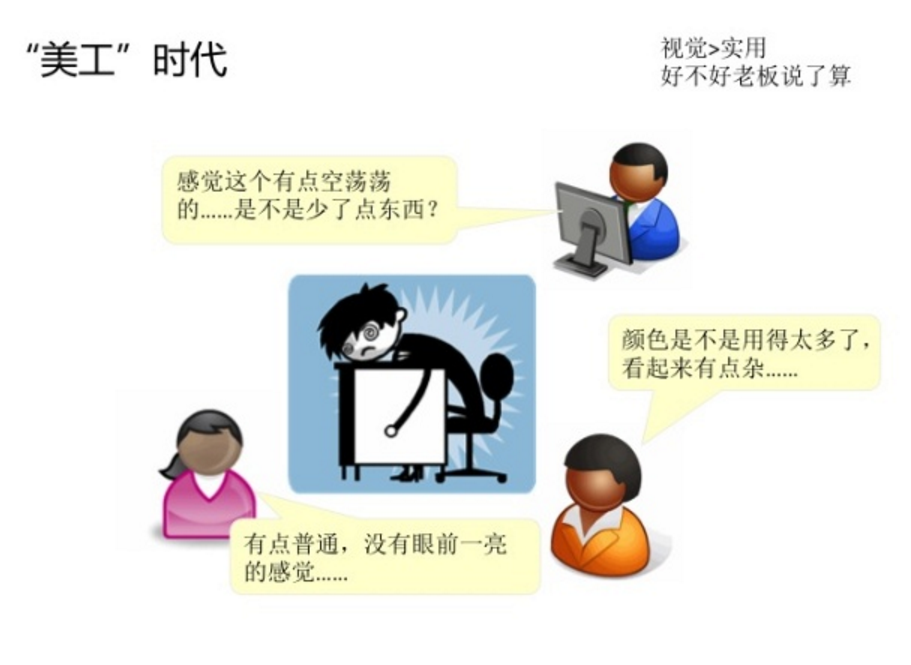 “美工”时代
视觉>实用
好不好老板说了算
感觉这个有点空荡荡
的……是不是少了点东西？
颜色是不是用得太多了，
看起来有点杂……
有点普通，没有眼前一亮
的感觉……